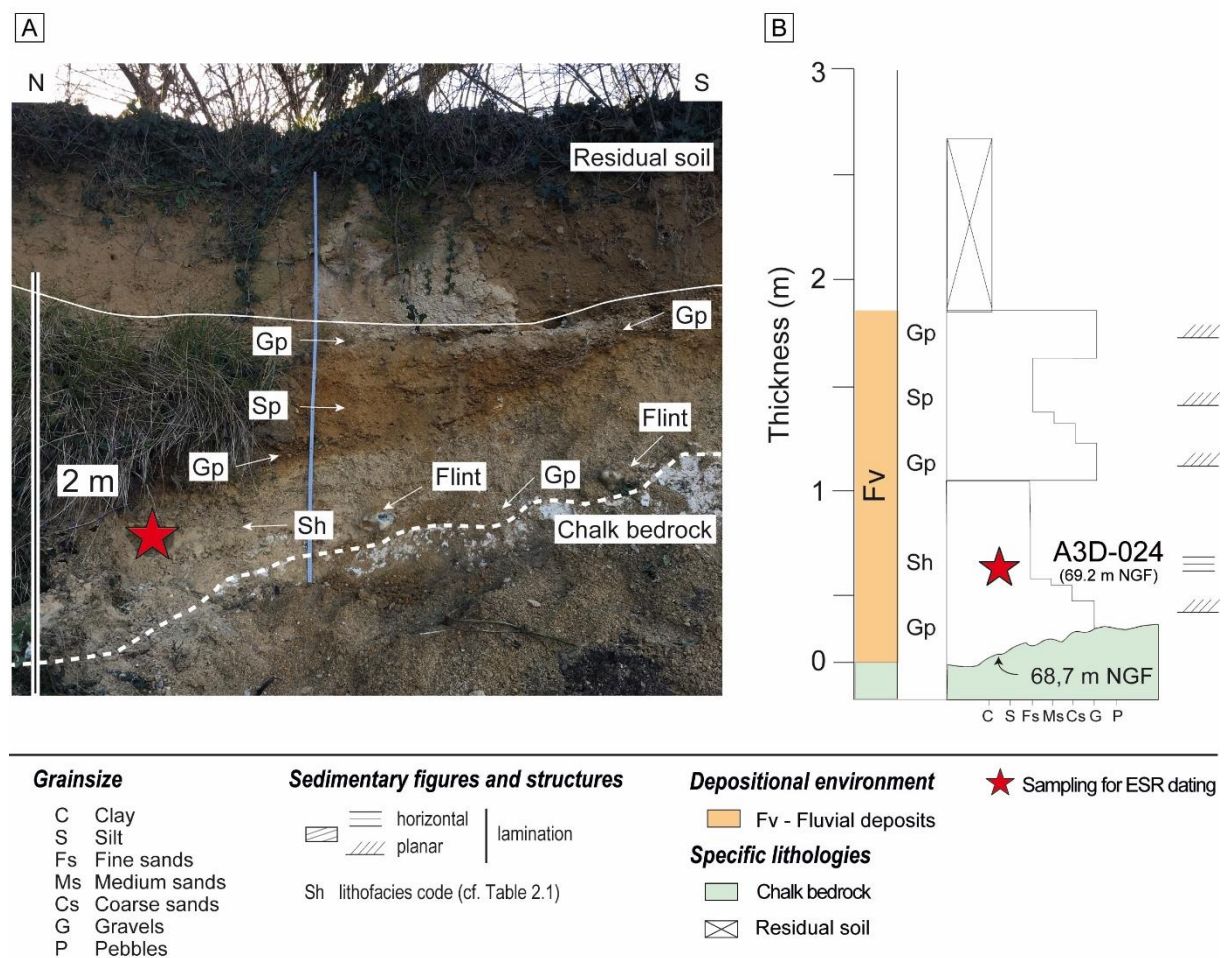 A
N
S
Residual soil
Gp
Gp
Sp
Flint
Gp
2 m
Flint
Gp
Sh
Chalk bedrock
B
3
2
1
0
Thickness (m)
Fv
Gp
Sp
Gp
Sh
Gp
A3D-024
(69.2 m NGF)
68,7 m NGF
C S Fs Ms Cs G P
Grainsize
C Clay
S Silt
Fs Fine sands
Ms Medium sands
Cs Coarse sands
G Gravels
P Pebbles
Sedimentary figures and structures
horizontal
planar
lamination
Sh lithofacies code (cf. Table 2.1)
Depositional environment
Fv - Fluvial deposits
Specific lithologies
Chalk bedrock
Residual soil
Sampling for ESR dating